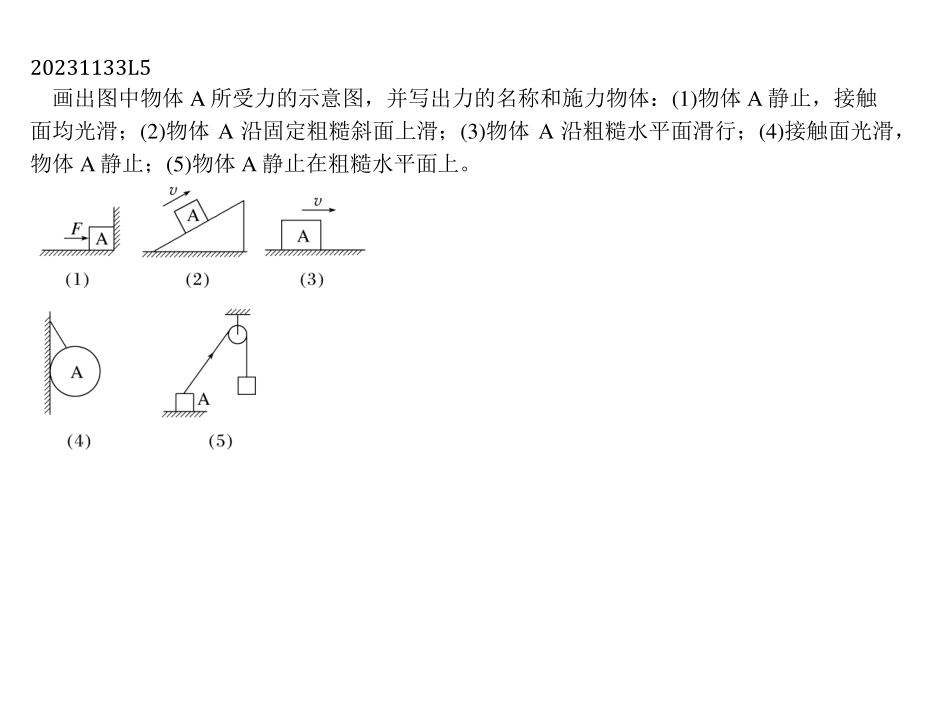 20231133L5
画出图中物体 A 所受力的示意图，并写出力的名称和施力物体：(1)物体 A 静止，接触
面均光滑；(2)物体 A 沿固定粗糙斜面上滑；(3)物体 A 沿粗糙水平面滑行；(4)接触面光滑，
物体 A 静止；(5)物体 A 静止在粗糙水平面上。
F A
v A
v A
(1) (2) (3)
A
A
(4) (5)